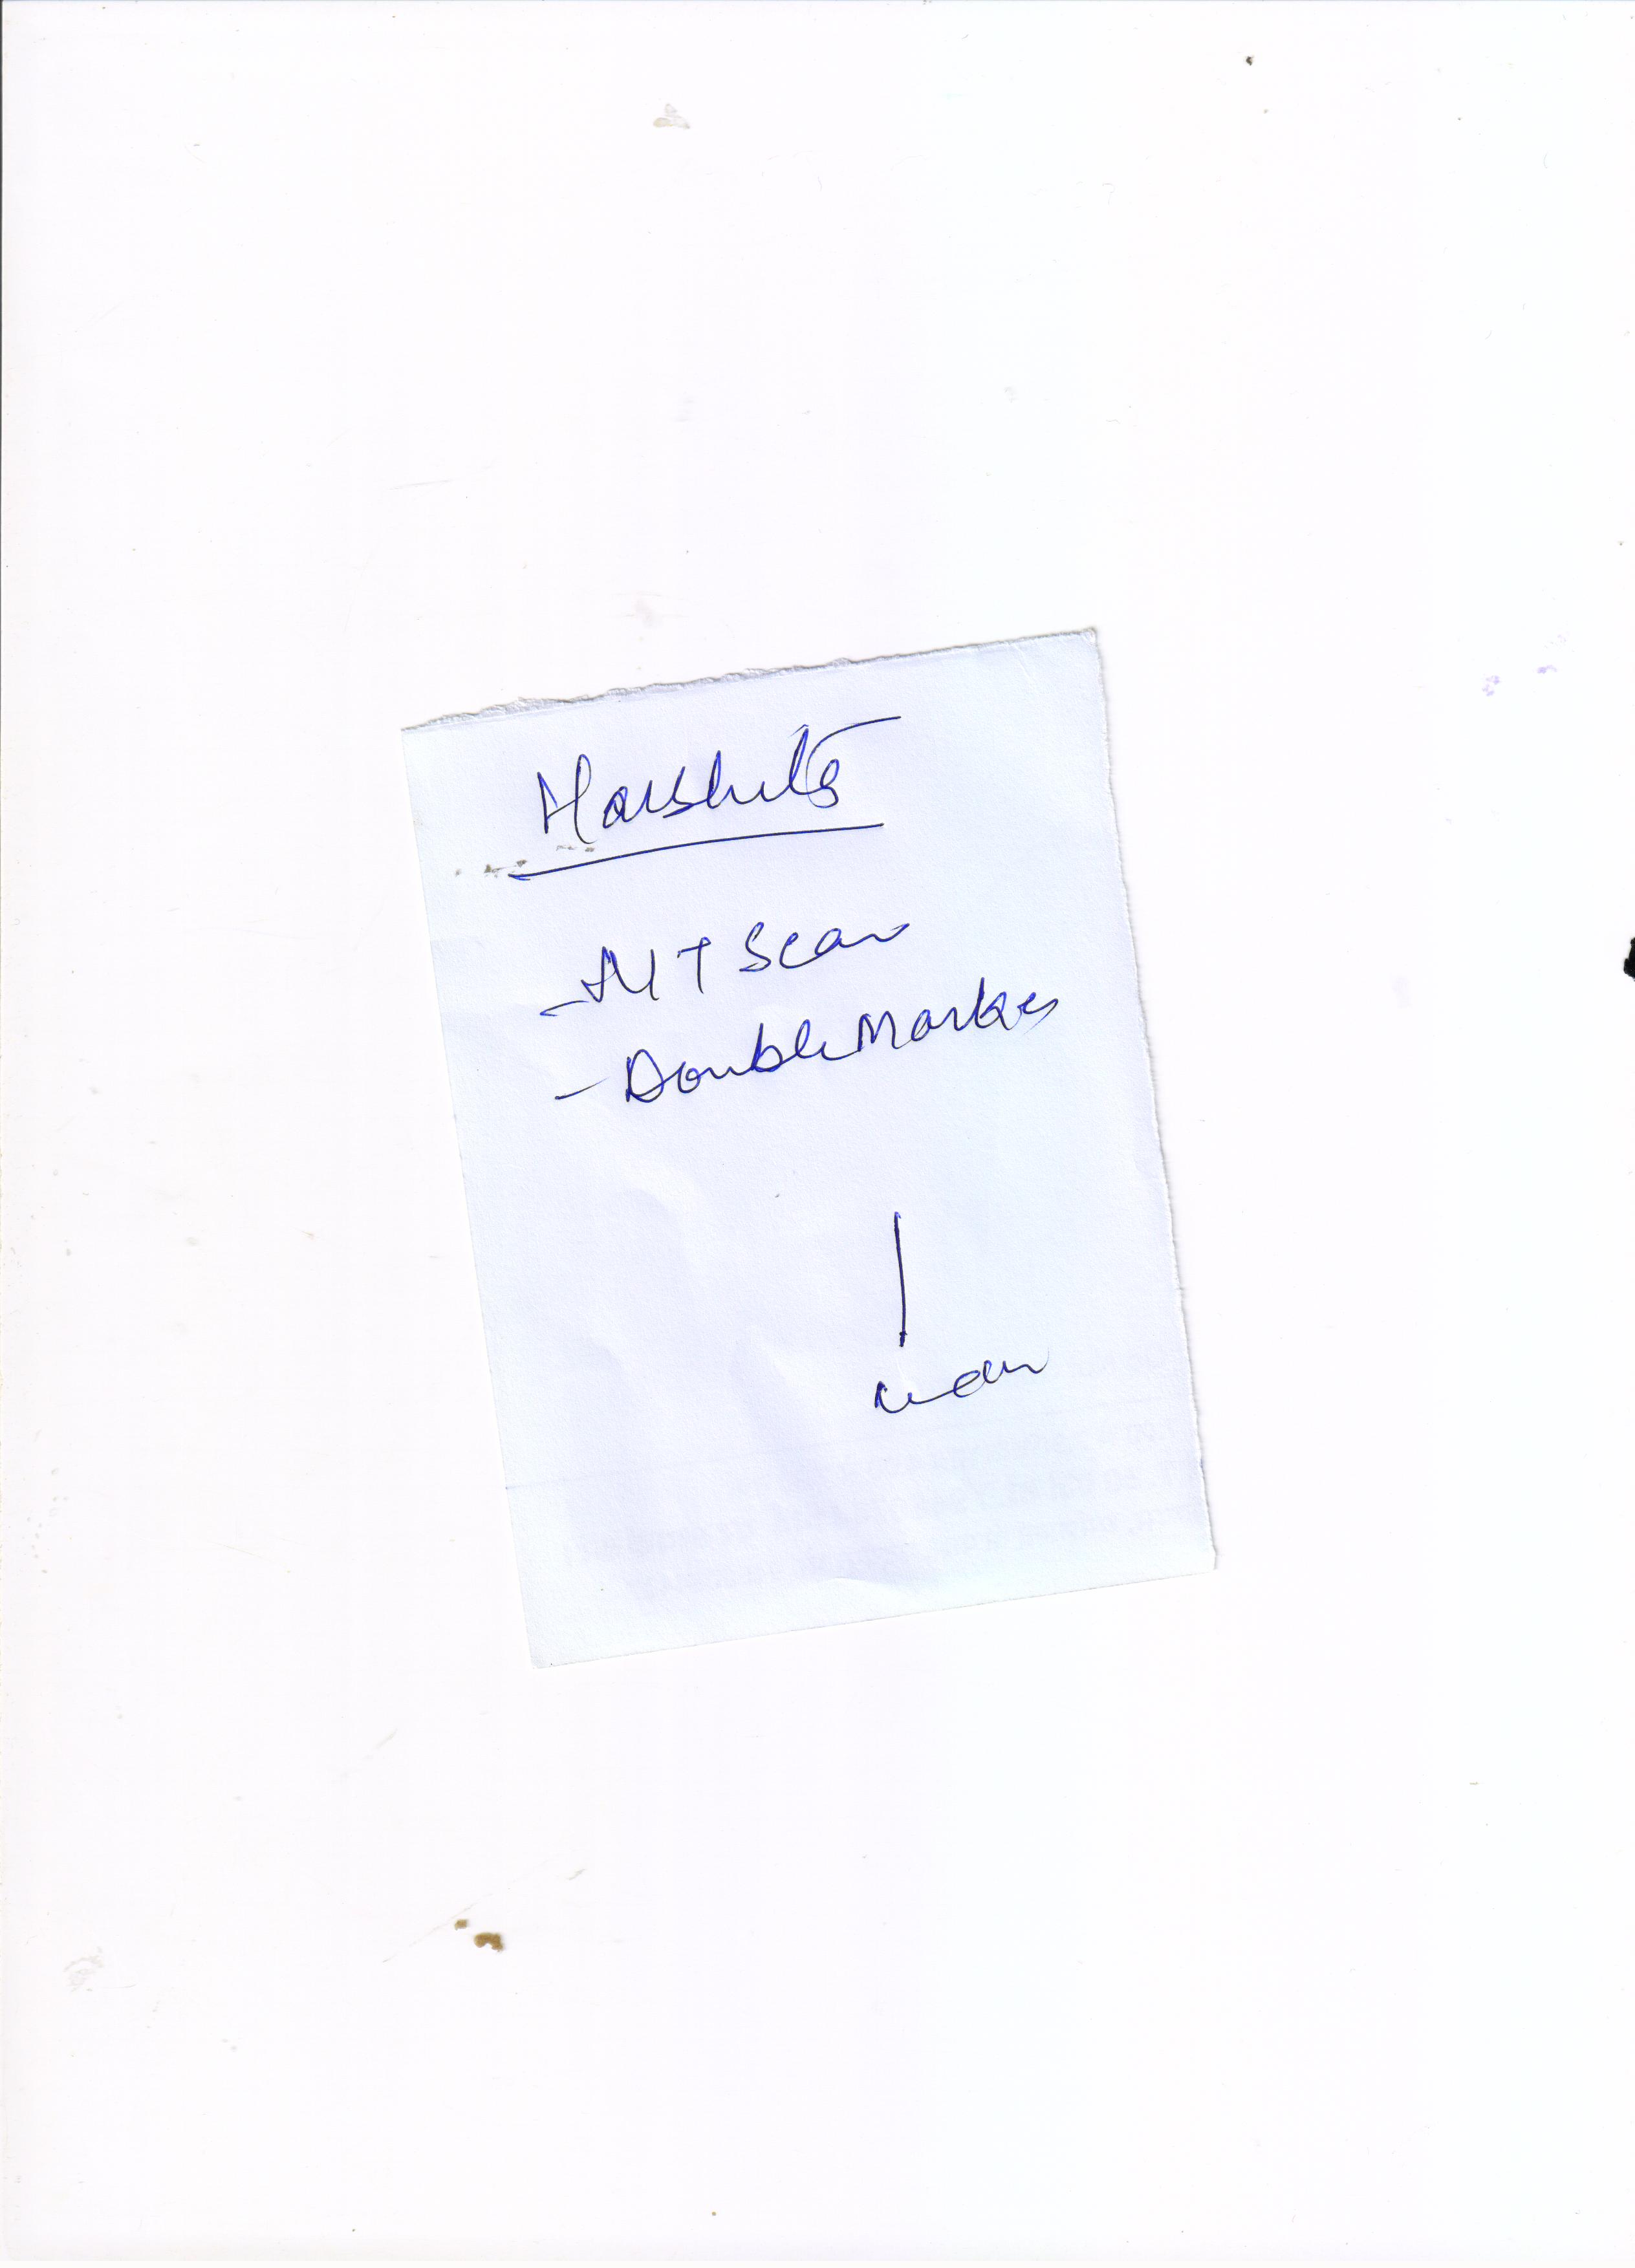 Harshita
- NT Scan
- Double Marker